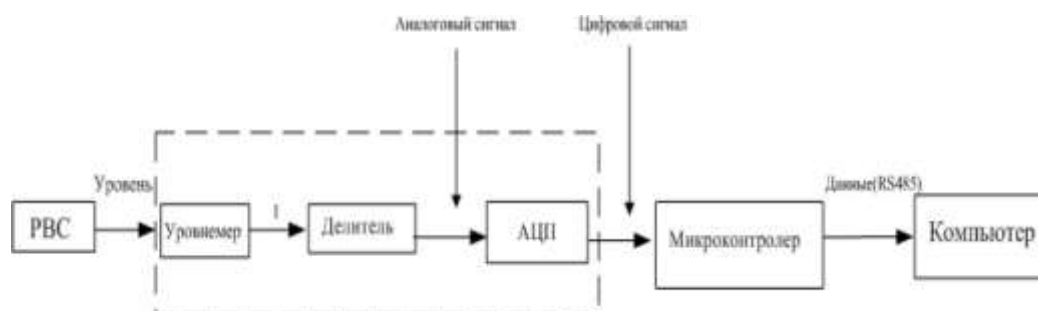 Аналоговый сигнал
Цифровой сигнал
Уровень
Данные(RS485)
РВС
Уровнемер
I
Делитель
АЦП
Микроконтролер
Компьютер